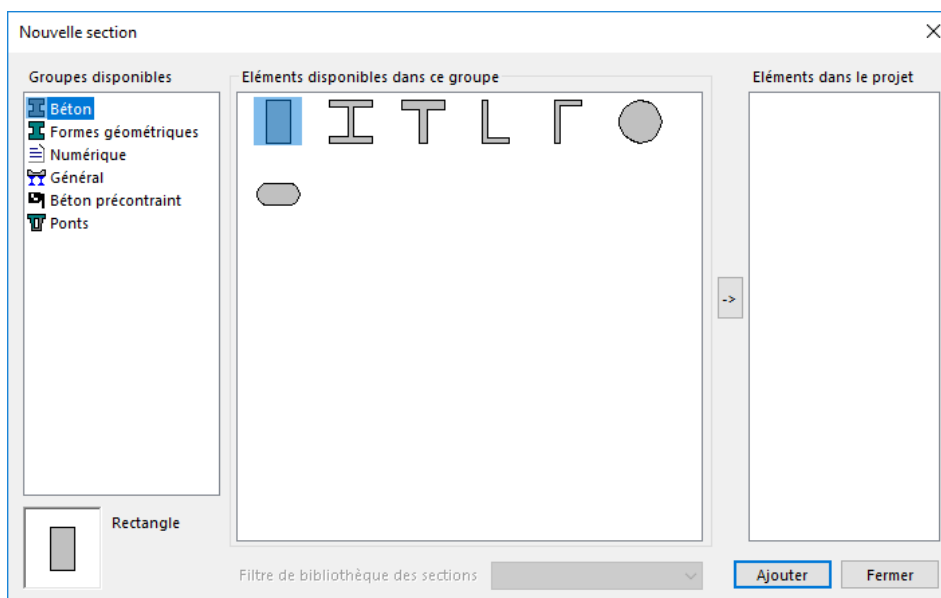 Nouvelle section
Groupes disponibles
Béton
Formes géométriques
Numérique
Général
Béton précontraint
Ponts
Rectangle
Eléments disponibles dans ce groupe
Filtre de bibliothèque des sections
->
Eléments dans le projet
Ajouter
Fermer